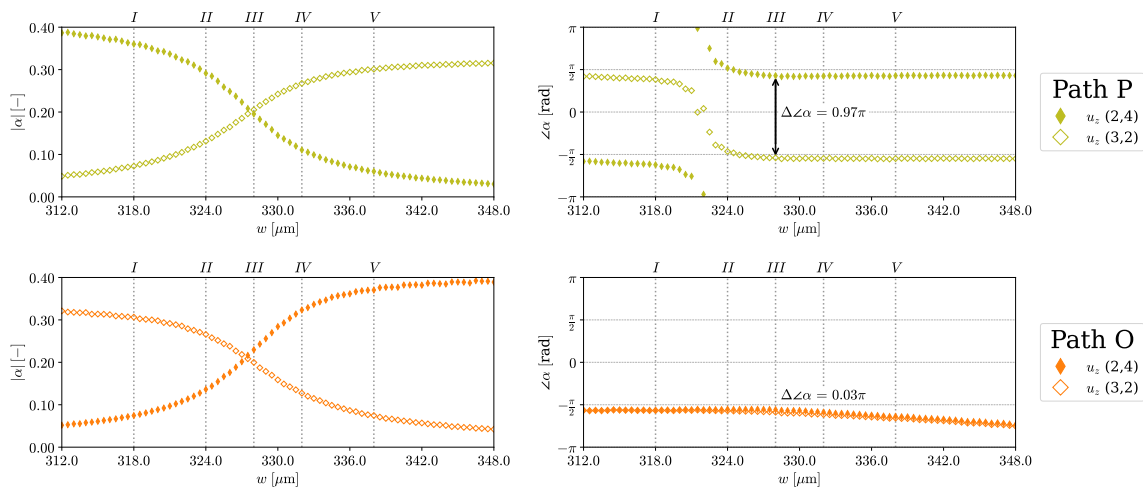 I II III IV V
0.40
0.30
0.20
0.10
0.00
|α| [−]
312.0 318.0 324.0 330.0 336.0 342.0 348.0
w [μm]
I II III IV V
π
π/2
0
−π/2
−π
∠α [rad]
Δ∠α = 0.97π
312.0 318.0 324.0 330.0 336.0 342.0 348.0
w [μm]
Path P
u_z (2,4)
u_z (3,2)
I II III IV V
0.40
0.30
0.20
0.10
0.00
|α| [−]
312.0 318.0 324.0 330.0 336.0 342.0 348.0
w [μm]
I II III IV V
π
π/2
0
−π/2
−π
∠α [rad]
Δ∠α = 0.03π
312.0 318.0 324.0 330.0 336.0 342.0 348.0
w [μm]
Path O
u_z (2,4)
u_z (3,2)